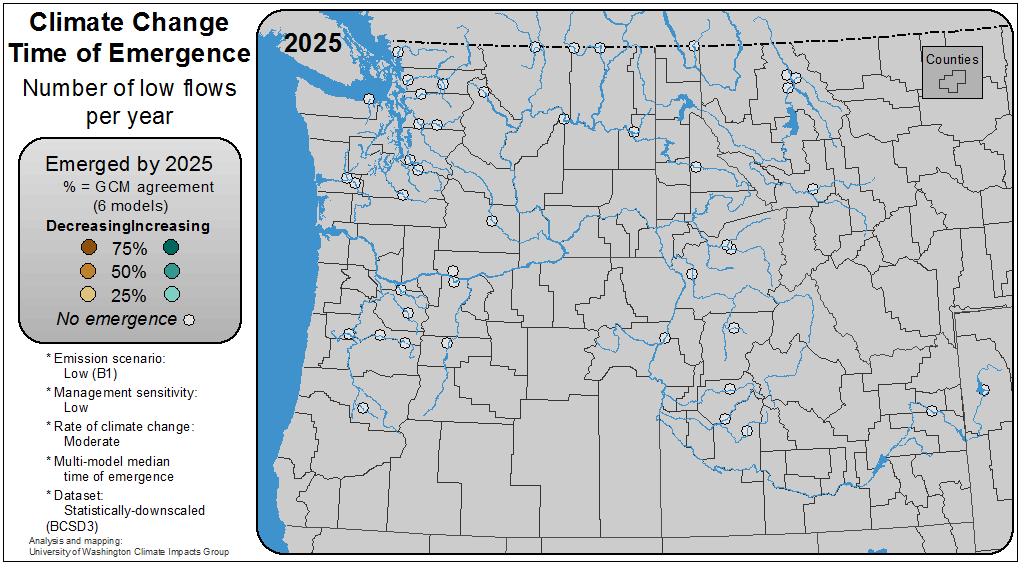 Climate Change
Time of Emergence
Number of low flows
per year
Emerged by 2025
% = GCM agreement
(6 models)
DecreasingIncreasing
75%
50%
25%
No emergence
* Emission scenario:
Low (B1)
* Management sensitivity:
Low
* Rate of climate change:
Moderate
* Multi-model median
time of emergence
* Dataset:
Statistically-downscaled
(BCSD3)
Analysis and mapping:
University of Washington Climate Impacts Group
2025
Counties